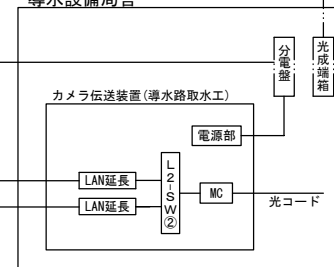 導水設備局舎
分電盤
光成端箱
カメラ伝送装置(導水路取水工)
電源部
LAN延長
LAN延長
L2-SW②
MC
光コード